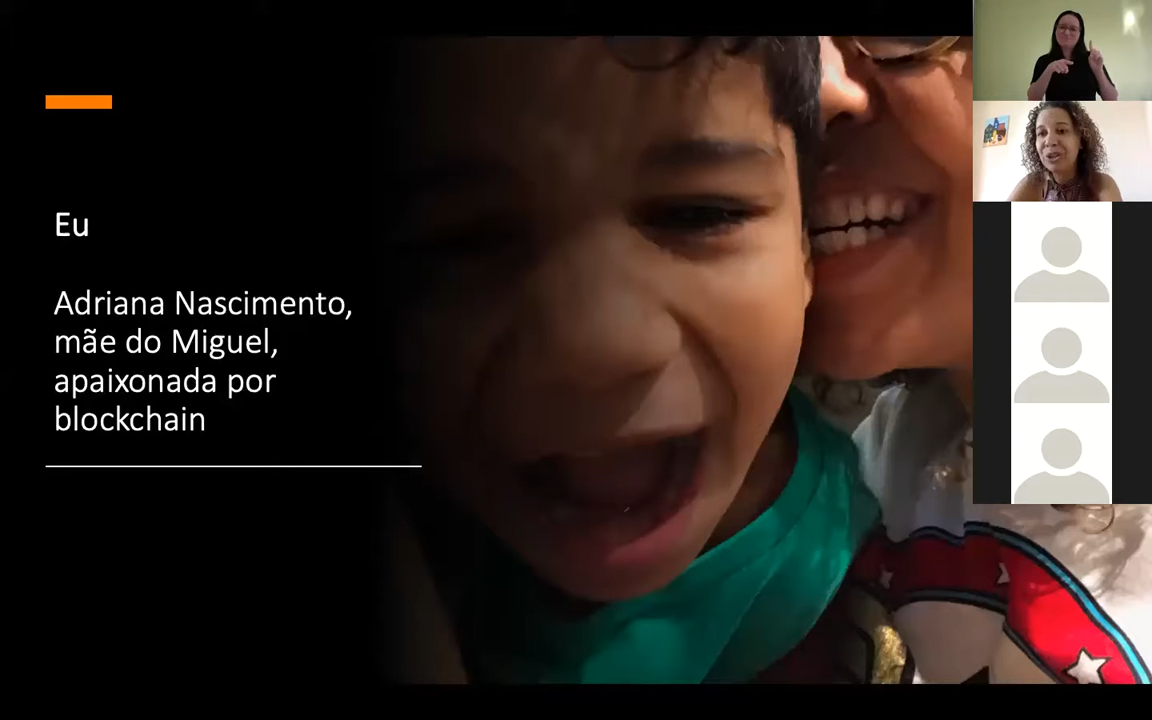 Eu
Adriana Nascimento,
mãe do Miguel,
apaixonada por
blockchain